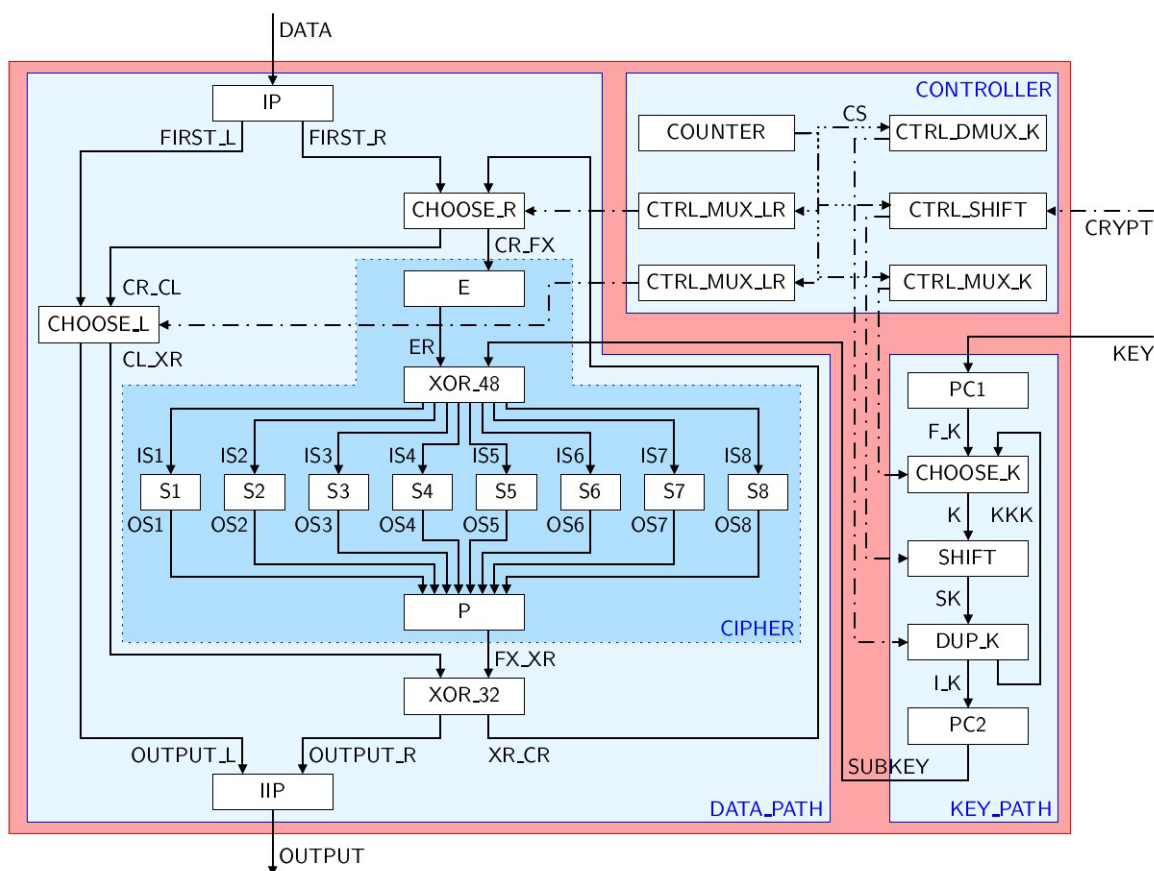 DATA
CONTROLLER
IP
CS
COUNTER
CTRL_DMUX_K
FIRST_L
FIRST_R
CHOOSE_R
CTRL_MUX_LR
CTRL_SHIFT
CRYPT
CR_FX
E
CTRL_MUX_LR
CTRL_MUX_K
CR_CL
CHOOSE_L
ER
CL_XR
KEY
XOR_48
PC1
F_K
IS1 IS2 IS3 IS4 IS5 IS6 IS7 IS8
CHOOSE_K
S1 S2 S3 S4 S5 S6 S7 S8
K KKK
OS1 OS2 OS3 OS4 OS5 OS6 OS7 OS8
SHIFT
SK
P
CIPHER
DUP_K
FX_XR
I_K
XOR_32
PC2
OUTPUT_L
OUTPUT_R
XR_CR
SUBKEY
IIP
DATA_PATH
KEY_PATH
OUTPUT